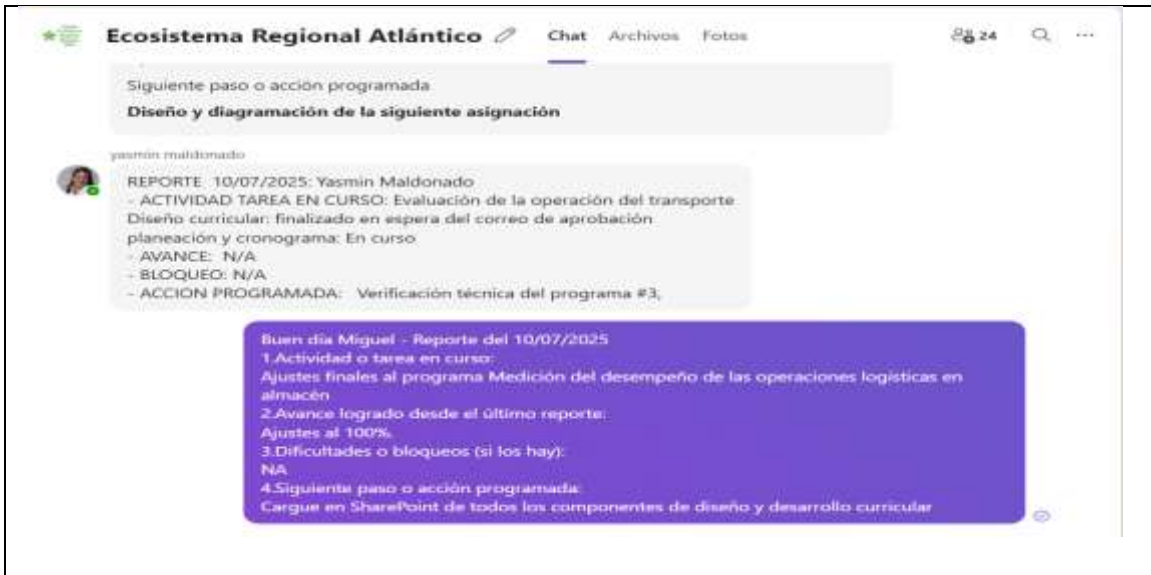 Ecosistema Regional Atlántico Chat Archivos Fotos 24
Siguiente paso o acción programada
Diseño y diagramación de la siguiente asignación
yasmin maldonado
REPORTE 10/07/2025: Yasmin Maldonado
- ACTIVIDAD TAREA EN CURSO: Evaluación de la operación del transporte
Diseño curricular: finalizado en espera del correo de aprobación
planeación y cronograma: En curso
- AVANCE: N/A
- BLOQUEO: N/A
- ACCION PROGRAMADA: Verificación técnica del programa #3,
Buen día Miguel - Reporte del 10/07/2025
1.Actividad o tarea en curso:
Ajustes finales al programa Medición del desempeño de las operaciones logísticas en
almacén
2.Avance logrado desde el último reporte:
Ajustes al 100%.
3.Dificultades o bloqueos (si los hay):
NA
4.Siguiente paso o acción programada:
Cargue en SharePoint de todos los componentes de diseño y desarrollo curricular